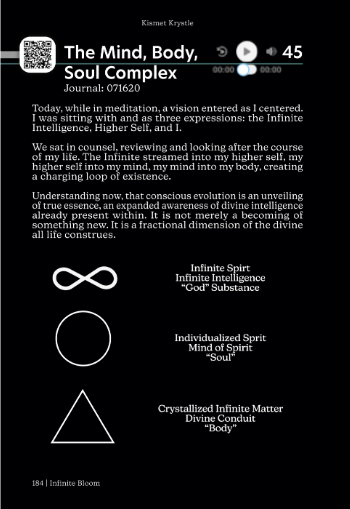 Kismet Krystle
The Mind, Body,
Soul Complex
45
00:00
00:00
Journal: 071620
Today, while in meditation, a vision entered as I centered.
I was sitting with and as three expressions: the Infinite
Intelligence, Higher Self, and I.
We sat in counsel, reviewing and looking after the course
of my life. The Infinite streamed into my higher self, my
higher self into my mind, my mind into my body, creating
a charging loop of existence.
Understanding now, that conscious evolution is an unveiling
of true essence, an expanded awareness of divine intelligence
already present within. It is not merely a becoming of
something new. It is a fractional dimension of the divine
all life construes.
Infinite Spirt
Infinite Intelligence
“God” Substance
Individualized Sprit
Mind of Spirit
“Soul”
Crystallized Infinite Matter
Divine Conduit
“Body”
184 | Infinite Bloom